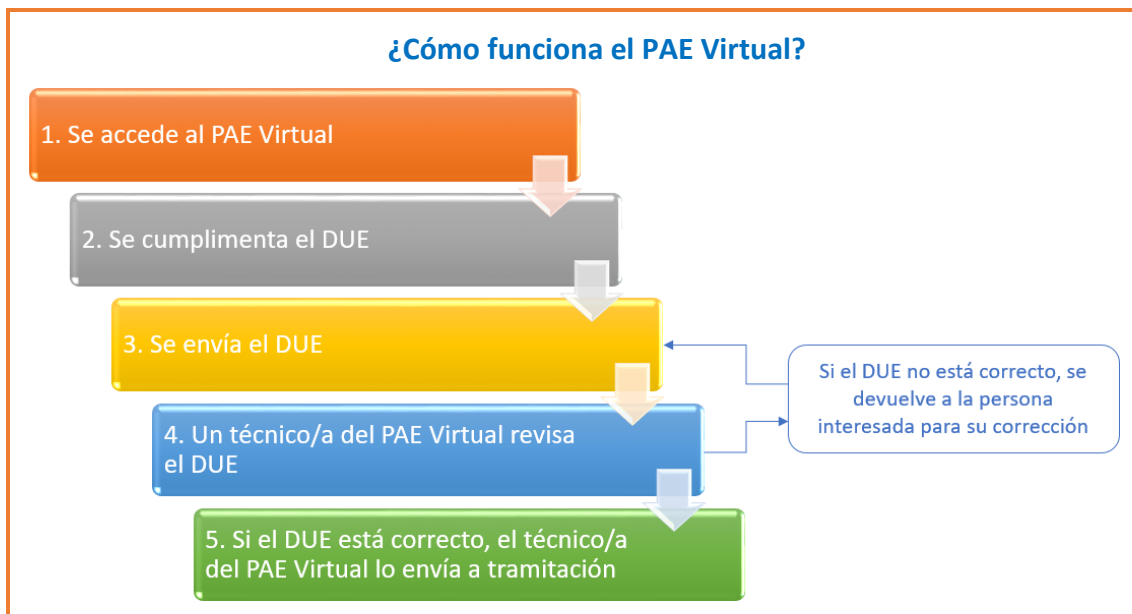 ¿Cómo funciona el PAE Virtual?
1. Se accede al PAE Virtual
2. Se cumplimenta el DUE
3. Se envía el DUE
Si el DUE no está correcto, se
devuelve a la persona
interesada para su corrección
4. Un técnico/a del PAE Virtual revisa
el DUE
5. Si el DUE está correcto, el técnico/a
del PAE Virtual lo envía a tramitación